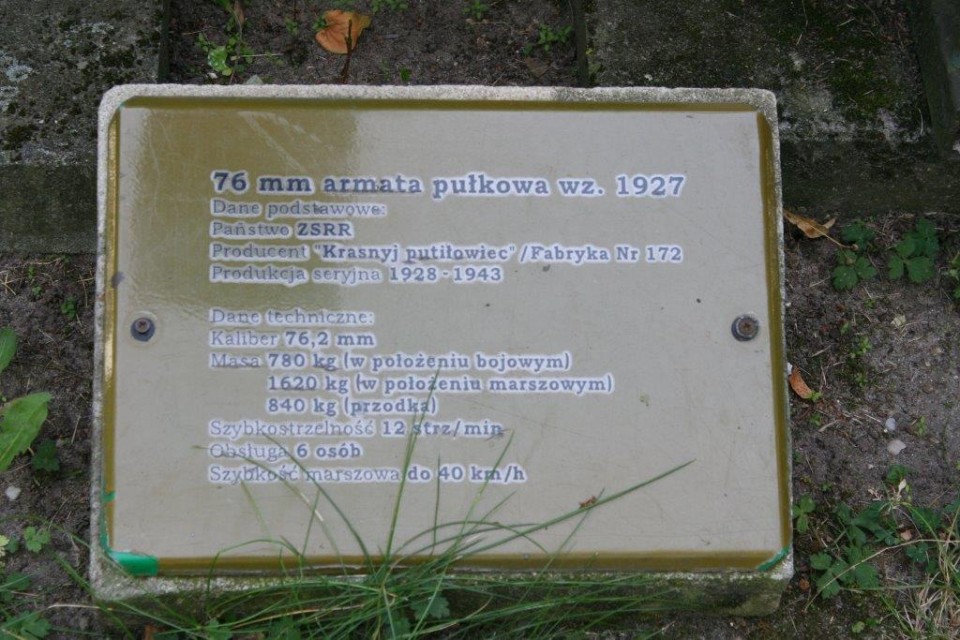 76 mm armata pułkowa wz. 1927
Dane podstawowe:
Państwo ZSRR
Producent "Krasnyj putiłowiec"/Fabryka Nr 172
Produkcja seryjna 1928-1943
Dane techniczne:
Kaliber 76,2 mm
Masa 780 kg (w położeniu bojowym)
1620 kg (w położeniu marszowym)
840 kg (przodka)
Szybkostrzelność 12 strz/min
Obsługa 6 osób
Szybkość marszowa do 40 km/h